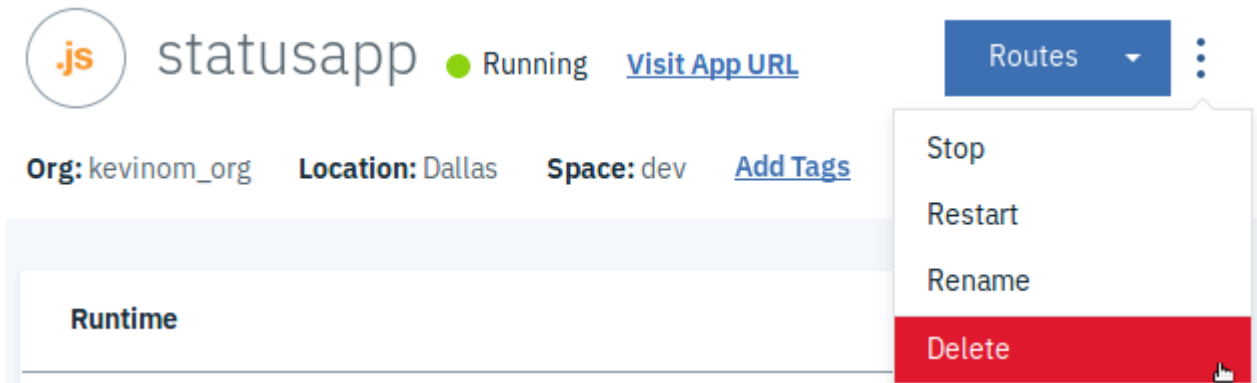 .js statusapp Running Visit App URL Routes
Org: kevinom_org Location: Dallas Space: dev Add Tags
Stop
Restart
Rename
Runtime
Delete